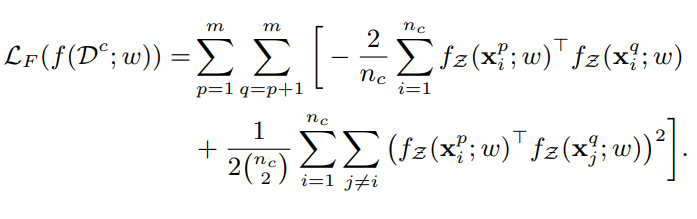 \mathcal{L}_F(f(\mathcal{D}^c; w)) = \sum_{p=1}^{m} \sum_{q=p+1}^{m} \Big[ - \frac{2}{n_c} \sum_{i=1}^{n_c} f_{\mathcal{Z}}(\mathbf{x}_i^p; w)^\top f_{\mathcal{Z}}(\mathbf{x}_i^q; w)
+ \frac{1}{2\binom{n_c}{2}} \sum_{i=1}^{n_c} \sum_{j \neq i} \left( f_{\mathcal{Z}}(\mathbf{x}_i^p; w)^\top f_{\mathcal{Z}}(\mathbf{x}_j^q; w) \right)^2 \Big].